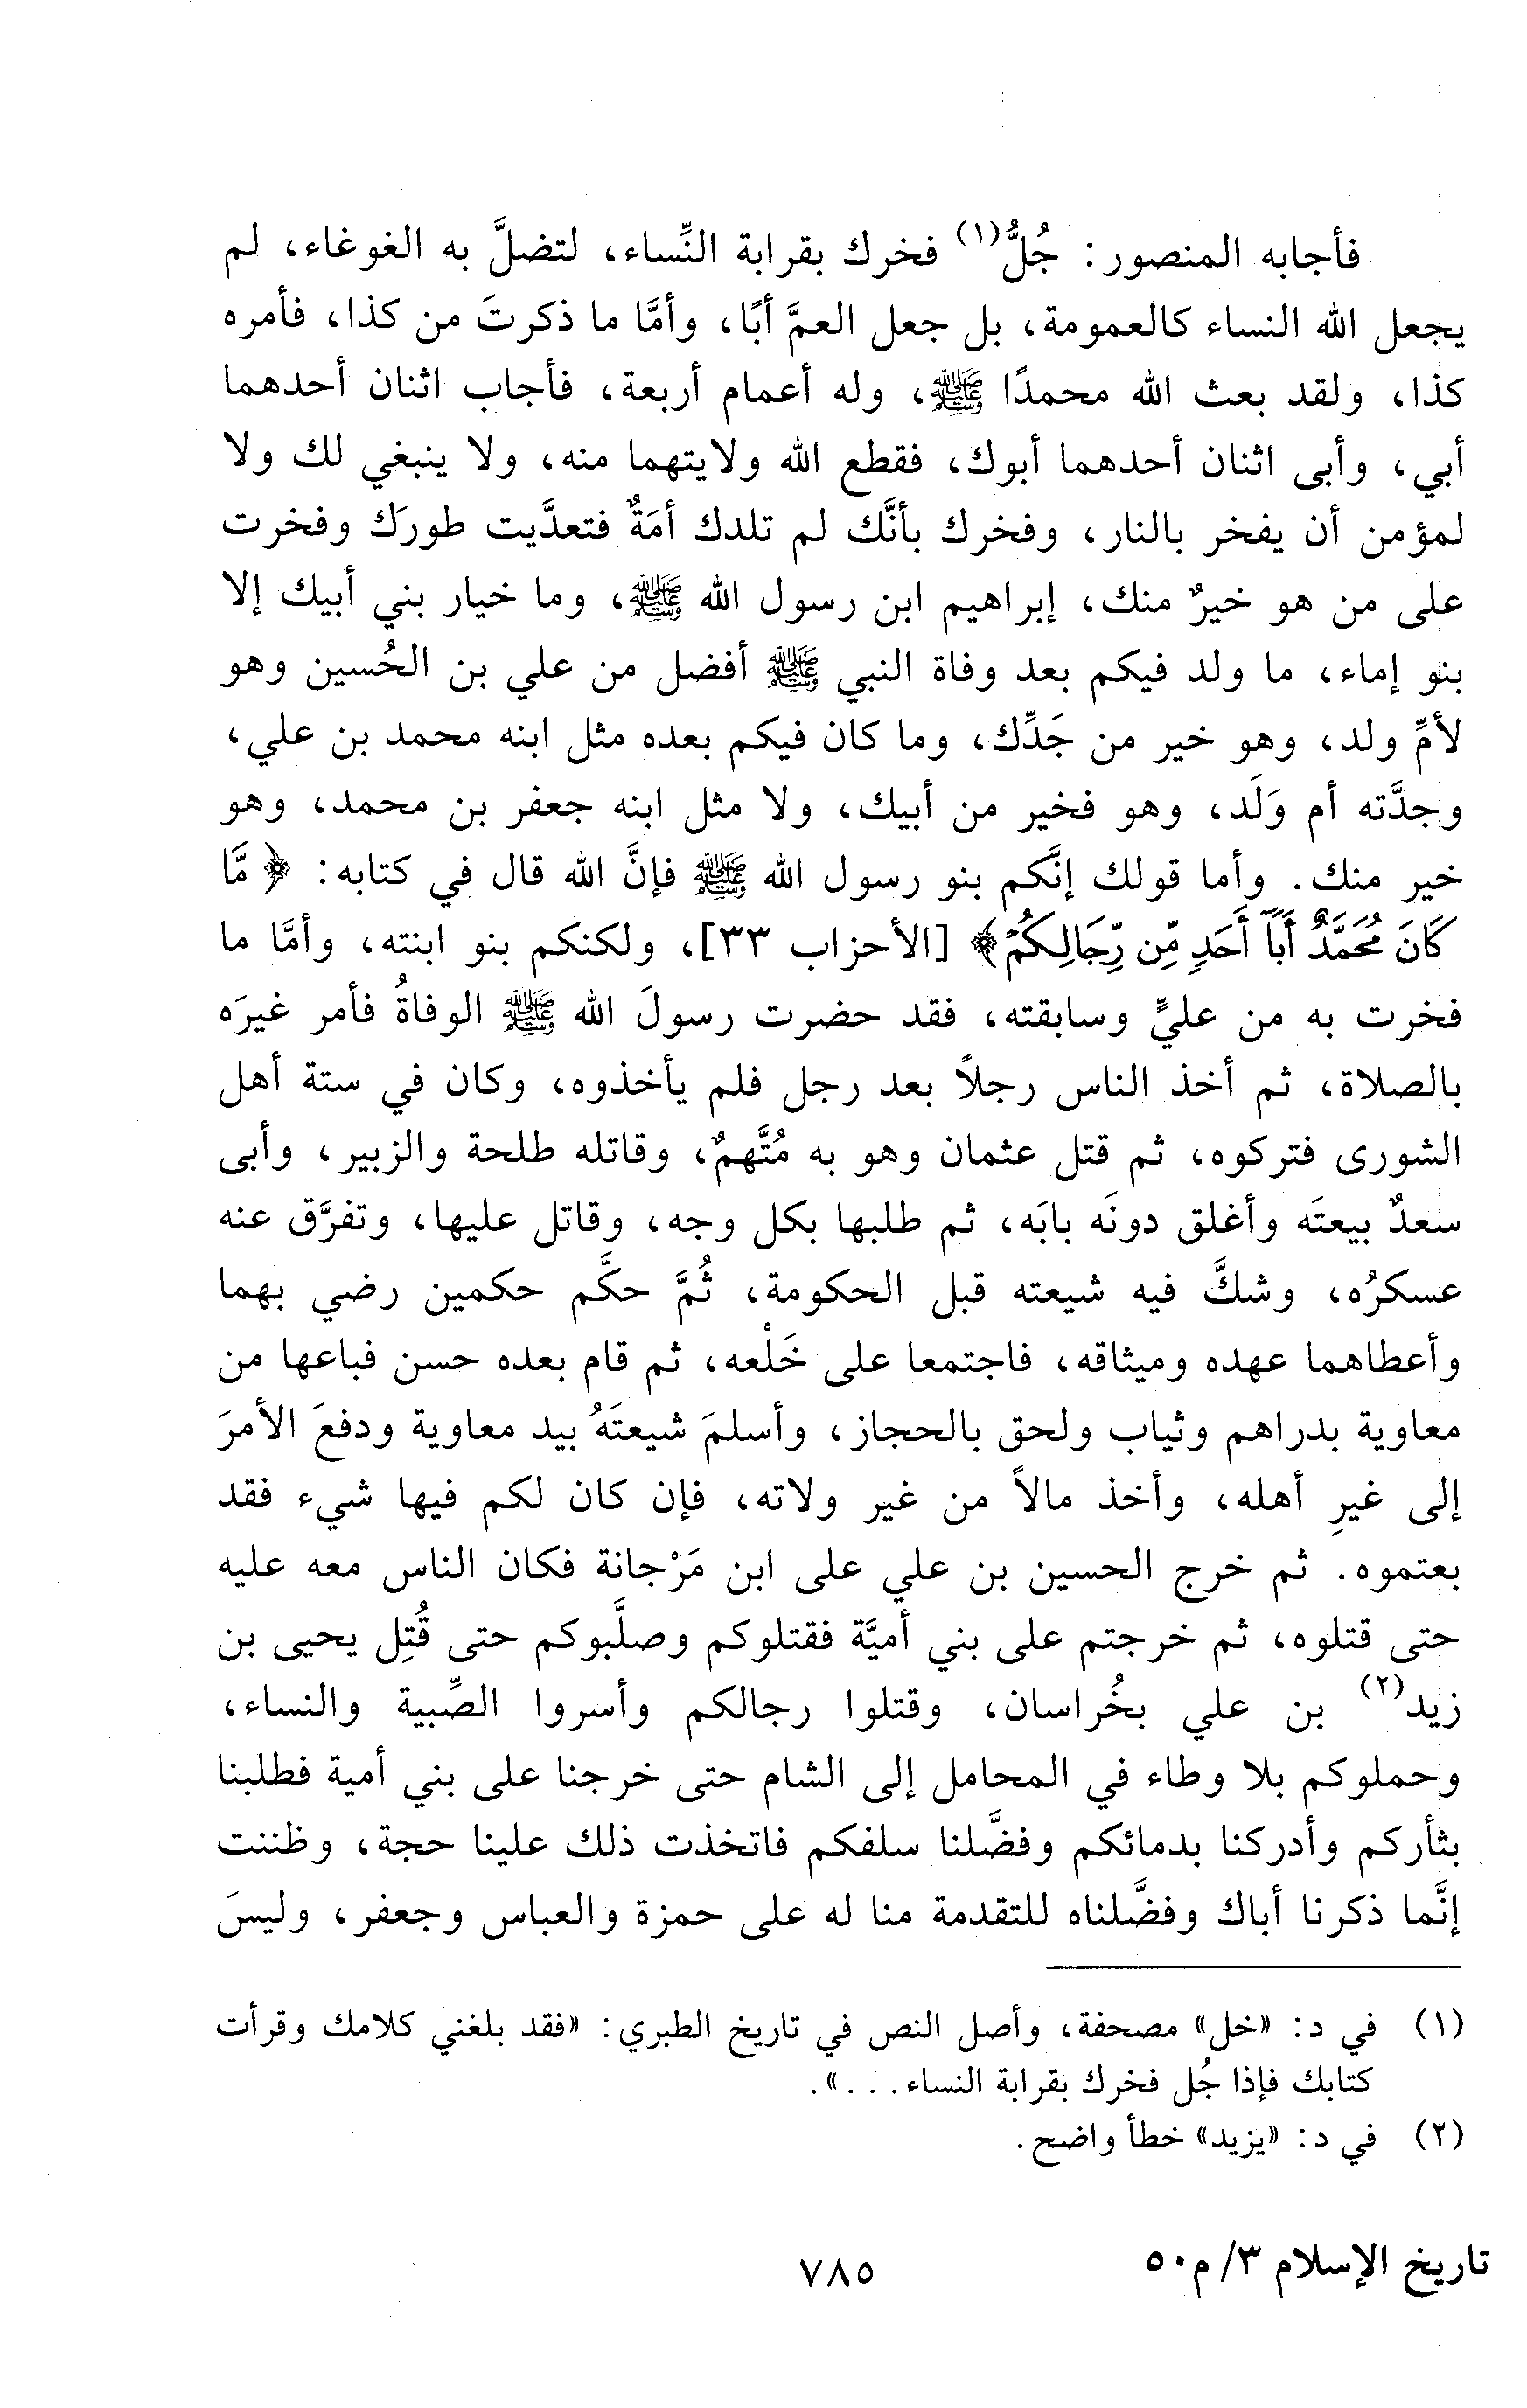 فأجابه المنصور: جُلُّ(١) فخرك بقرابة النِّساء، لتضلَّ به الغوغاء، لم
يجعل الله النساء كالعمومة، بل جعل العمَّ أبًا، وأمَّا ما ذكرتَ من كذا، فأمره
كذا، ولقد بعث الله محمدًا ﷺ، وله أعمام أربعة، فأجاب اثنان أحدهما
أبي، وأبى اثنان أحدهما أبوك، فقطع الله ولايتهما منه، ولا ينبغي لك ولا
لمؤمن أن يفخر بالنار، وفخرك بأنَّك لم تلدك أمَةٌ فتعدَّيت طورَك وفخرت
على من هو خيرٌ منك، إبراهيم ابن رسول الله ﷺ، وما خيار بني أبيك إلا
بنو إماء، ما ولد فيكم بعد وفاة النبي ﷺ أفضل من علي بن الحُسين وهو
لأمِّ ولد، وهو خير من جَدِّك، وما كان فيكم بعده مثل ابنه محمد بن علي،
وجدَّته أم وَلَد، وهو فخير من أبيك، ولا مثل ابنه جعفر بن محمد، وهو
خير منك. وأما قولك إنَّكم بنو رسول الله ﷺ فإنَّ الله قال في كتابه: ﴿ مَّا
كَانَ مُحَمَّدٌ أَبَآ أَحَدٍ مِّن رِّجَالِكُمْ﴾ [الأحزاب ٣٣]، ولكنكم بنو ابنته، وأمَّا ما
فخرت به من عليٍّ وسابقته، فقد حضرت رسولَ الله ﷺ الوفاةُ فأمر غيرَه
بالصلاة، ثم أخذ الناس رجلاً بعد رجل فلم يأخذوه، وكان في ستة أهل
الشورى فتركوه، ثم قتل عثمان وهو به مُتَّهمٌ، وقاتله طلحة والزبير، وأبى
سعدٌ بيعتَه وأغلق دونَه بابَه، ثم طلبها بكل وجه، وقاتل عليها، وتفرَّق عنه
عسكرُه، وشكَّ فيه شيعته قبل الحكومة، ثُمَّ حكَّم حكمين رضي بهما
وأعطاهما عهده وميثاقه، فاجتمعا على خَلْعه، ثم قام بعده حسن فباعها من
معاوية بدراهم وثياب ولحق بالحجاز، وأسلمَ شيعتَهُ بيد معاوية ودفعَ الأمرَ
إلى غيرِ أهله، وأخذ مالاً من غير ولاته، فإن كان لكم فيها شيء فقد
بعتموه. ثم خرج الحسين بن علي على ابن مَرْجانة فكان الناس معه عليه
حتى قتلوه، ثم خرجتم على بني أميَّة فقتلوكم وصلَّبوكم حتى قُتِل يحيى بن
زيد(٢) بن علي بخُراسان، وقتلوا رجالكم وأسروا الصِّبية والنساء،
وحملوكم بلا وطاء في المحامل إلى الشام حتى خرجنا على بني أمية فطلبنا
بثأركم وأدركنا بدمائكم وفضَّلنا سلفكم فاتخذت ذلك علينا حجة، وظننت
إنَّما ذكرنا أباك وفضَّلناه للتقدمة منا له على حمزة والعباس وجعفر، وليسَ
(١) في د: «خل» مصحفة، وأصل النص في تاريخ الطبري: «فقد بلغني كلامك وقرأت
كتابك فإذا جُل فخرك بقرابة النساء. . .».
(٢) في د: «يزيد» خطأ واضح.
تاريخ الإسلام ٣/ م٥٠
٧٨٥